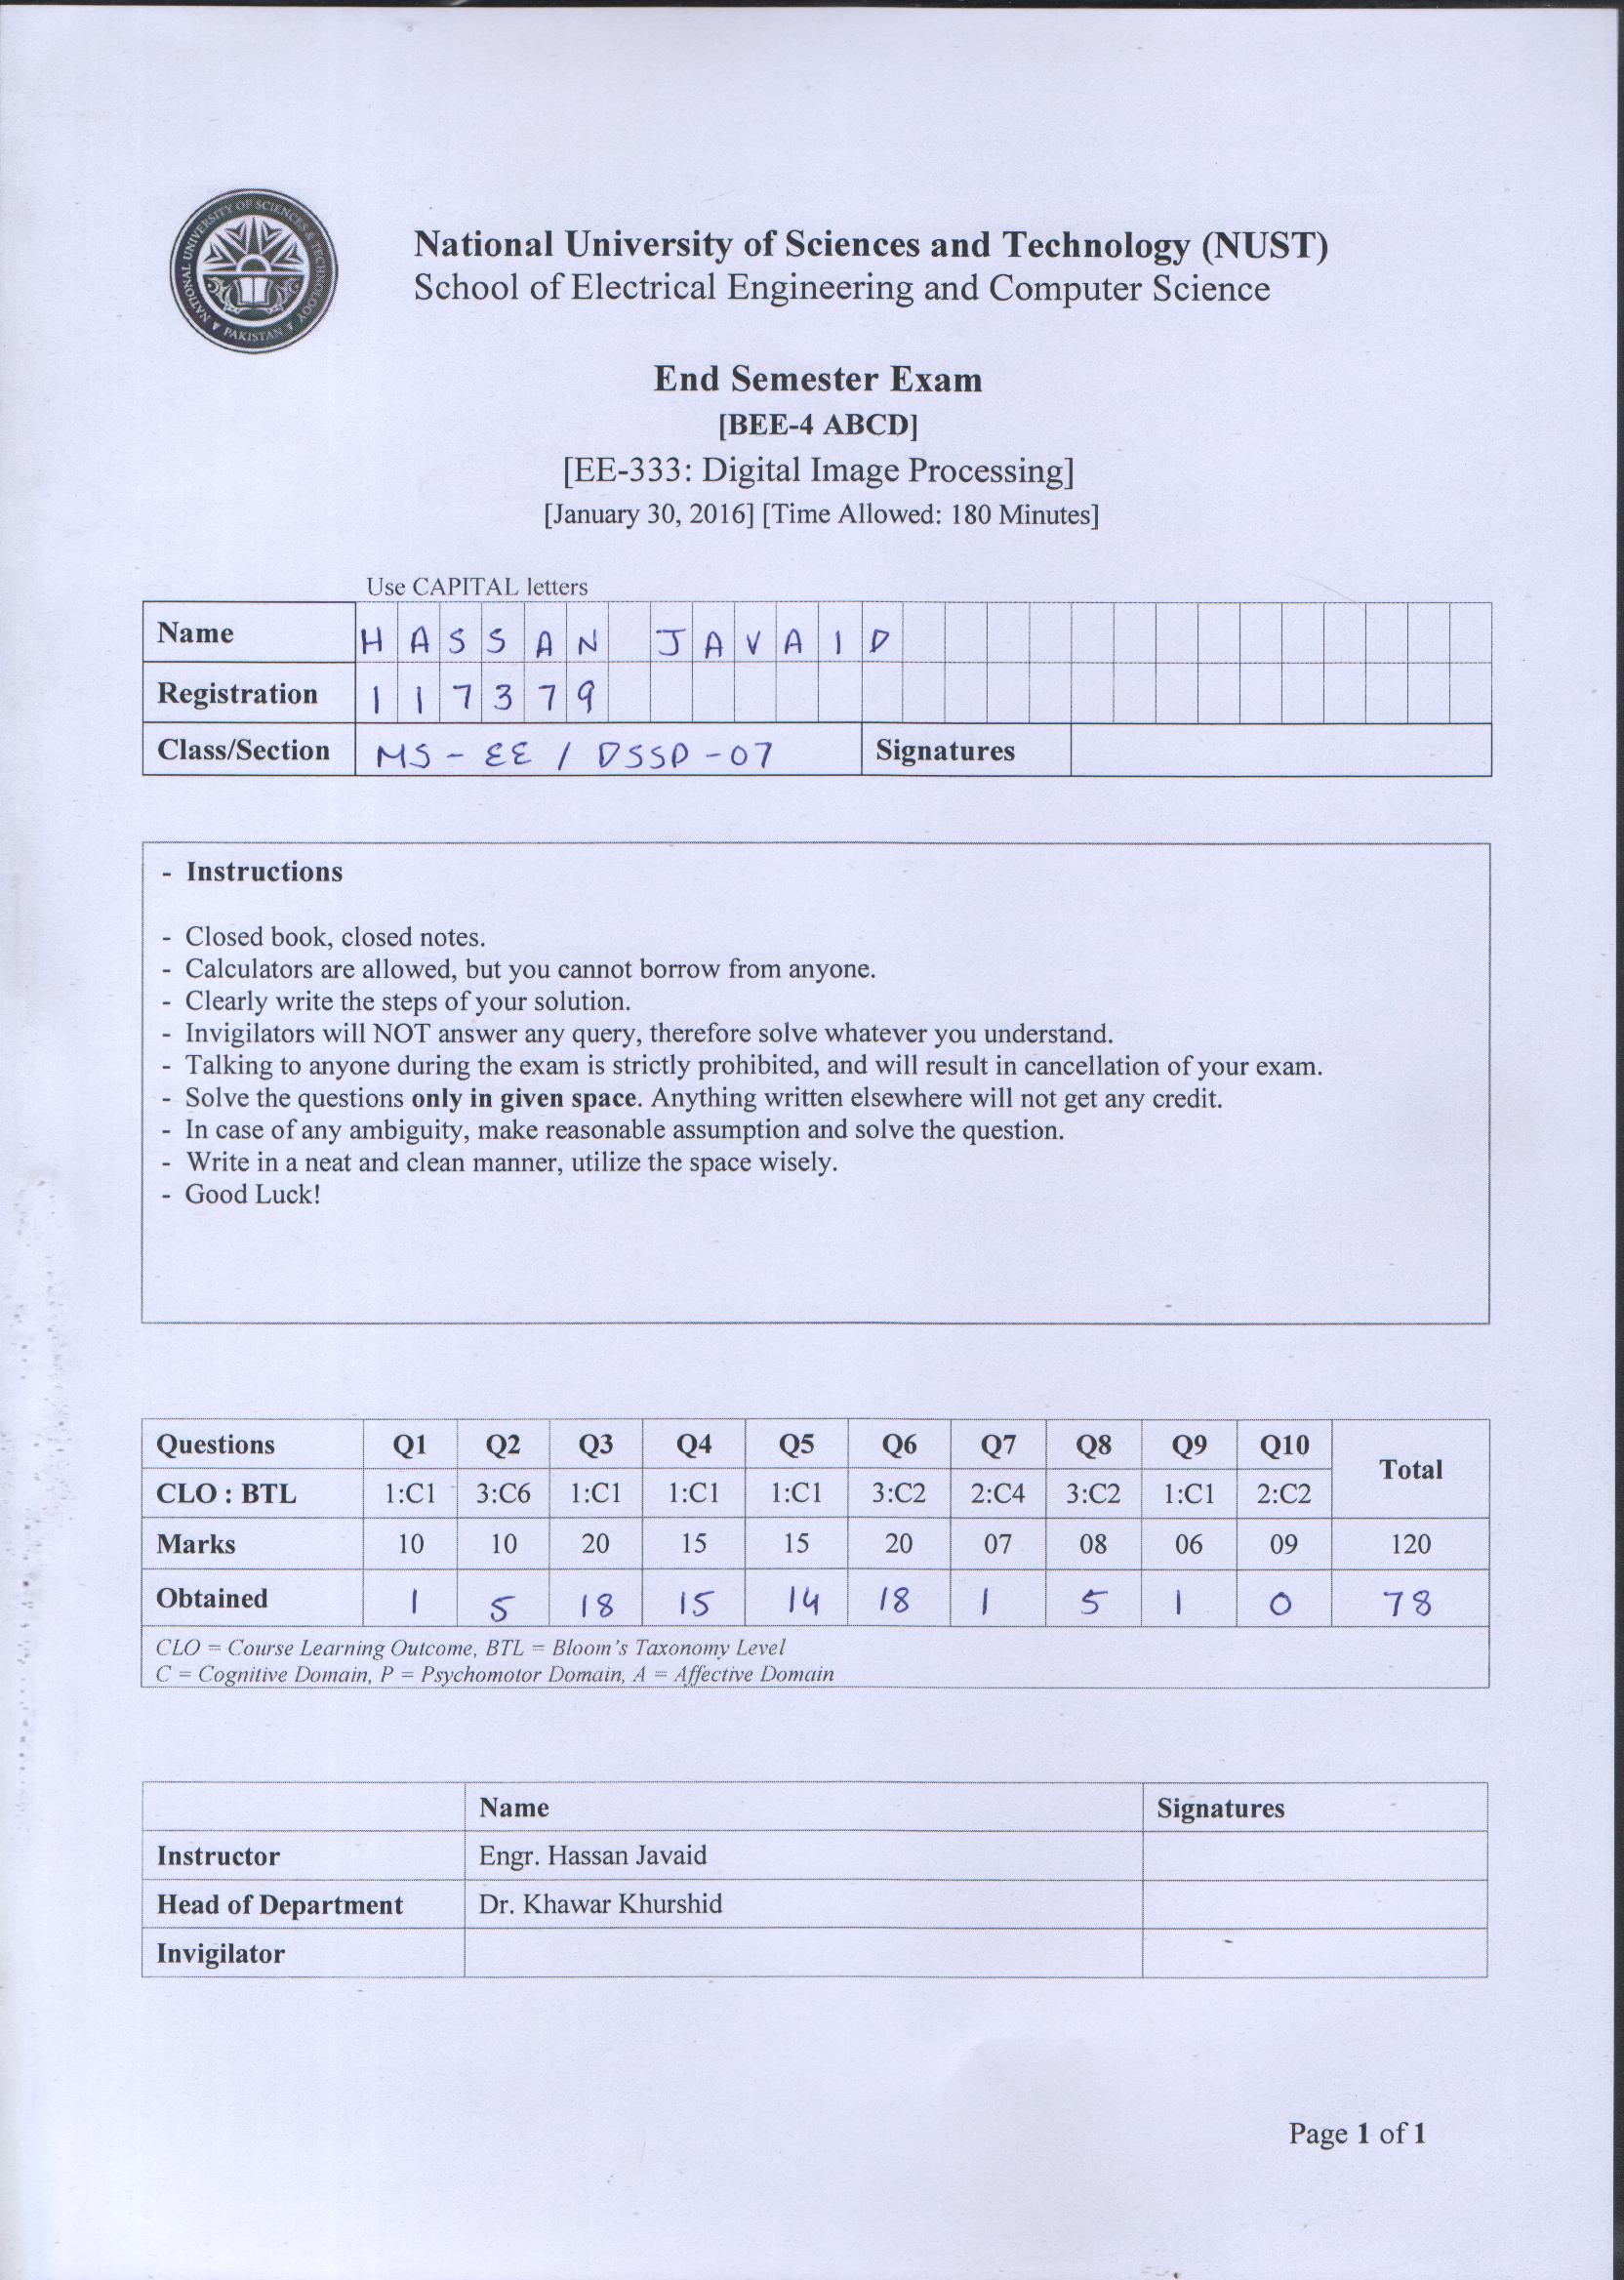 NATIONAL UNIVERSITY OF SCIENCES & TECHNOLOGY
PAKISTAN
National University of Sciences and Technology (NUST)
School of Electrical Engineering and Computer Science
End Semester Exam
[BEE-4 ABCD]
[EE-333: Digital Image Processing]
[January 30, 2016] [Time Allowed: 180 Minutes]
Use CAPITAL letters
Name HASSAN JAVAID
Registration 117379
Class/Section MS-EE / DSSP-07 Signatures
- Instructions
- Closed book, closed notes.
- Calculators are allowed, but you cannot borrow from anyone.
- Clearly write the steps of your solution.
- Invigilators will NOT answer any query, therefore solve whatever you understand.
- Talking to anyone during the exam is strictly prohibited, and will result in cancellation of your exam.
- Solve the questions only in given space. Anything written elsewhere will not get any credit.
- In case of any ambiguity, make reasonable assumption and solve the question.
- Write in a neat and clean manner, utilize the space wisely.
- Good Luck!
Questions Q1 Q2 Q3 Q4 Q5 Q6 Q7 Q8 Q9 Q10 Total
CLO : BTL 1:C1 3:C6 1:C1 1:C1 1:C1 3:C2 2:C4 3:C2 1:C1 2:C2
Marks 10 10 20 15 15 20 07 08 06 09 120
Obtained 1 5 18 15 14 18 1 5 1 0 78
CLO = Course Learning Outcome, BTL = Bloom's Taxonomy Level
C = Cognitive Domain, P = Psychomotor Domain, A = Affective Domain
Name Signatures
Instructor Engr. Hassan Javaid
Head of Department Dr. Khawar Khurshid
Invigilator
Page 1 of 1